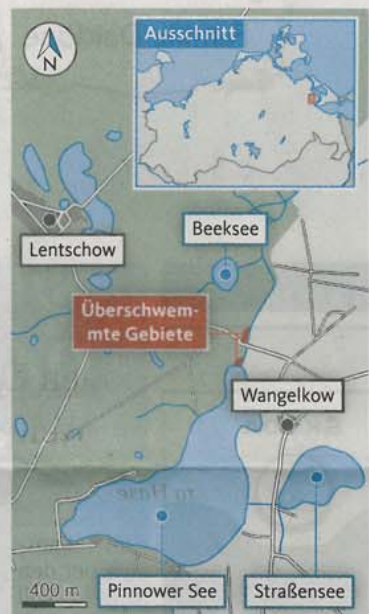 N
Ausschnitt
Beeksee
Lentschow
Überschwem-
mte Gebiete
Wangelkow
400 m
Pinnower See
Straßensee